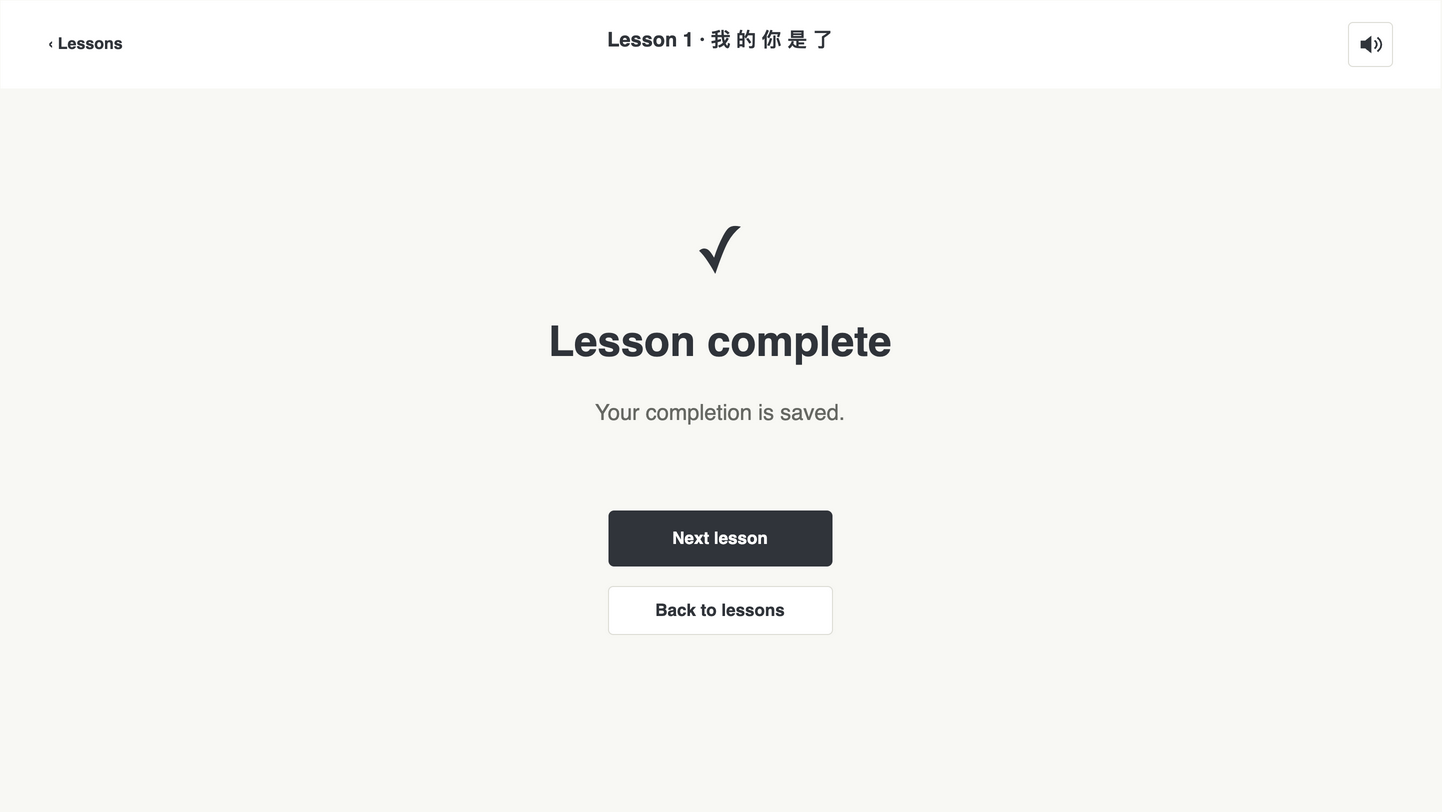 ‹ Lessons
Lesson 1 · 我 的 你 是 了
Lesson complete
Your completion is saved.
Next lesson
Back to lessons